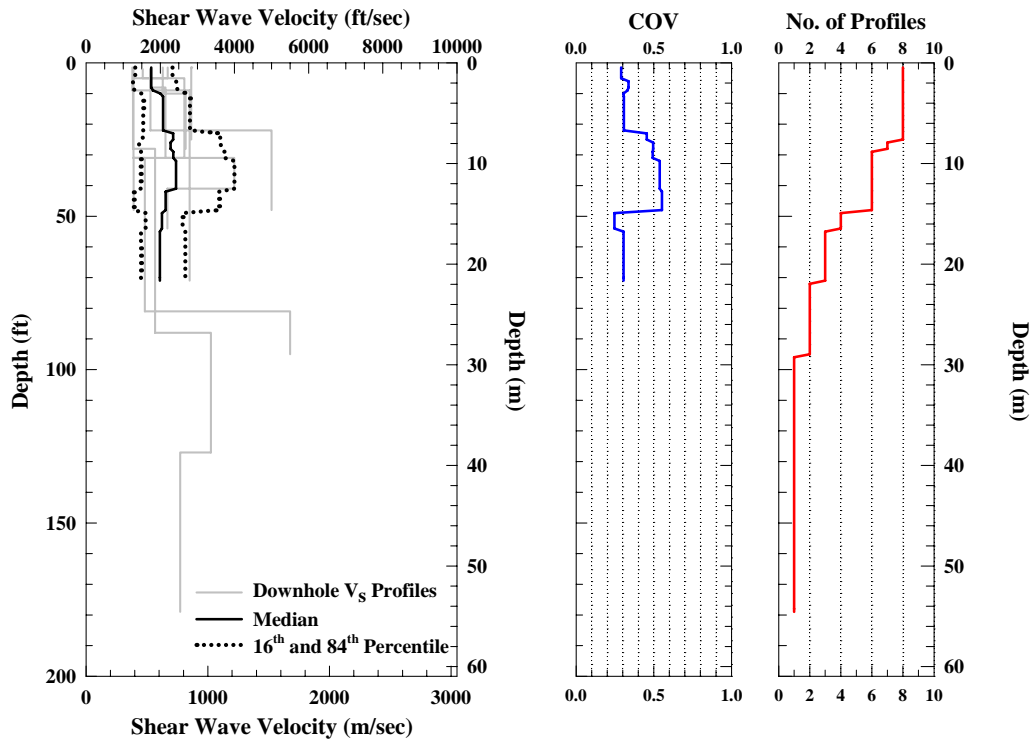 Shear Wave Velocity (ft/sec)
0 2000 4000 6000 8000 10000
0
50
100
150
200
Depth (ft)
0
10
20
30
40
50
60
Depth (m)
Downhole VS Profiles
Median
16th and 84th Percentile
0 1000 2000 3000
Shear Wave Velocity (m/sec)
COV
0.0 0.5 1.0
0.0 0.5 1.0
No. of Profiles
0 2 4 6 8 10
0
10
20
30
40
50
60
Depth (m)
0 2 4 6 8 10